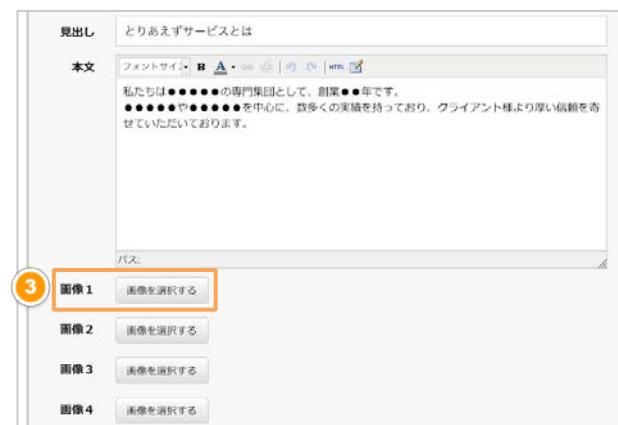 見出し とりあえずサービスとは
本文 フォントサイズ B A HTML
私たちは●●●●●の専門集団として、創業●●年です。
●●●●●や●●●●●を中心に、数多くの実績を持っており、クライアント様より厚い信頼を寄
せていただいております。
パス:
3 画像1 画像を選択する
画像2 画像を選択する
画像3 画像を選択する
画像4 画像を選択する